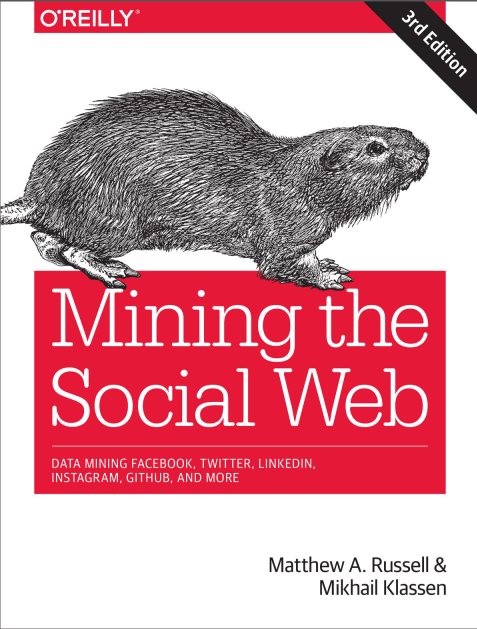 O'REILLY®
3rd Edition
Mining the
Social Web
DATA MINING FACEBOOK, TWITTER, LINKEDIN,
INSTAGRAM, GITHUB, AND MORE
Matthew A. Russell &
Mikhail Klassen